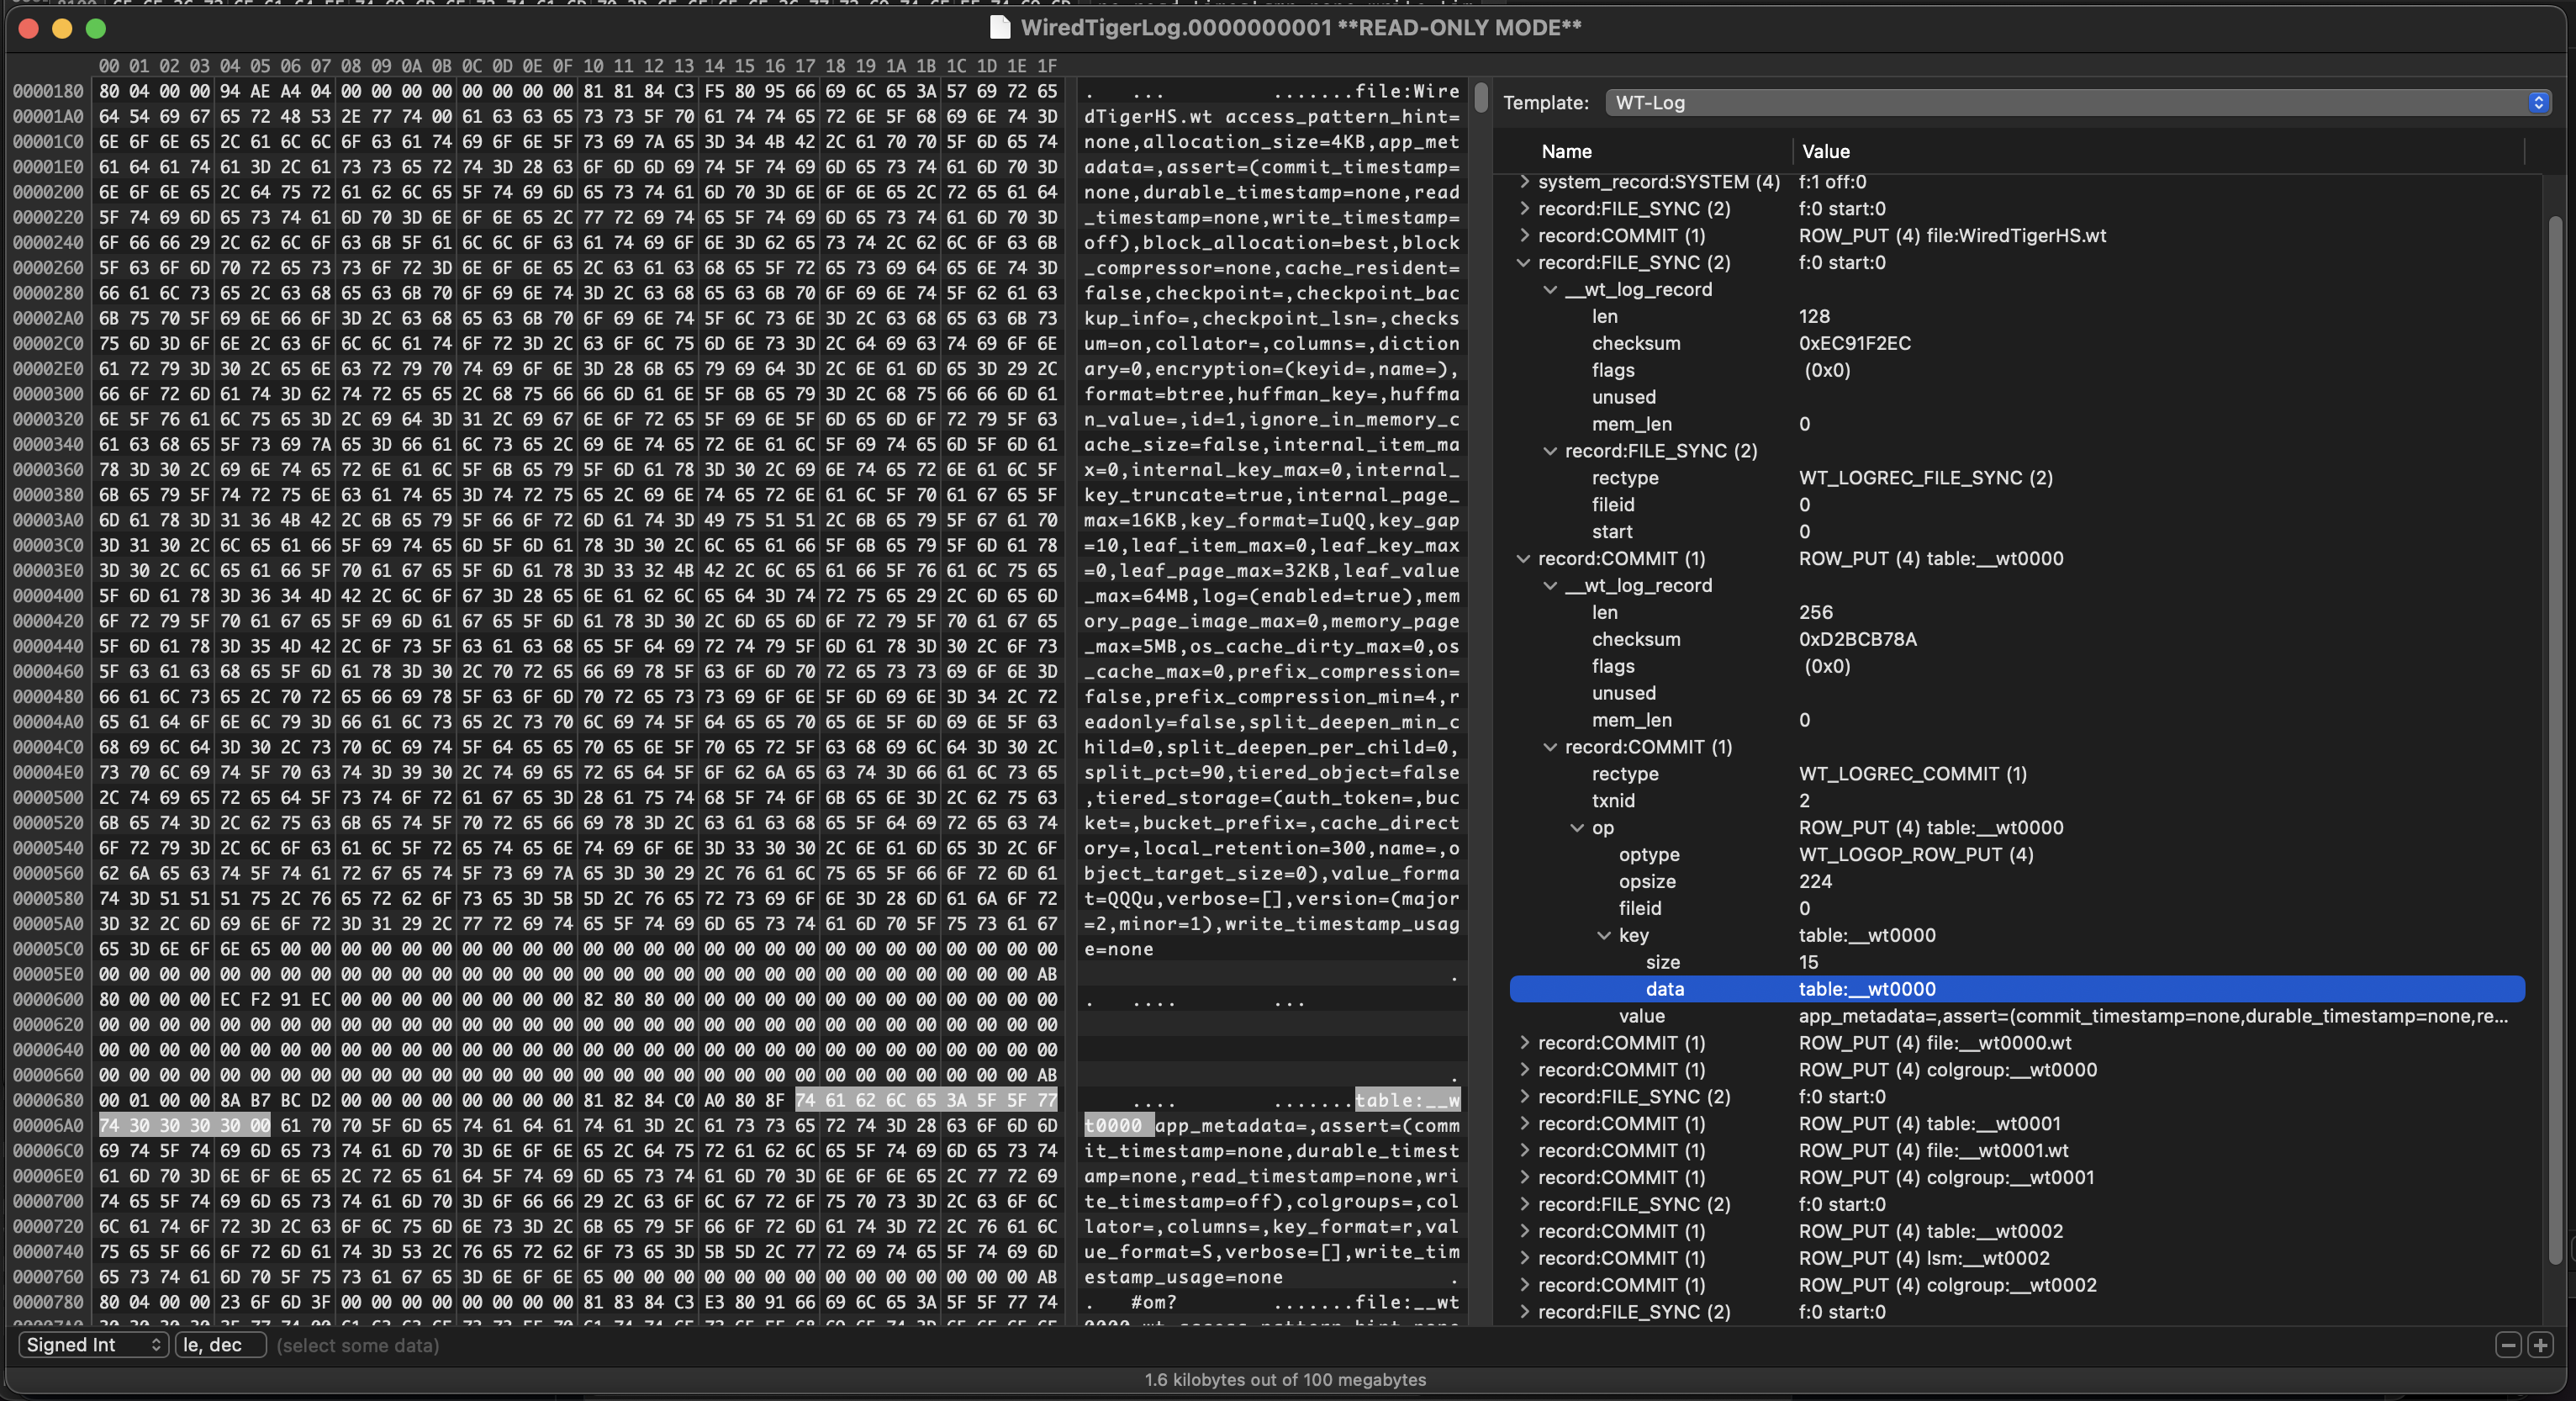 WiredTigerLog.0000000001 **READ-ONLY MODE**
00 01 02 03 04 05 06 07 08 09 0A 0B 0C 0D 0E 0F 10 11 12 13 14 15 16 17 18 19 1A 1B 1C 1D 1E 1F
0000180 80 04 00 00 94 AE A4 04 00 00 00 00 00 00 00 00 81 81 84 C3 F5 80 95 66 69 6C 65 3A 57 69 72 65 . ... .......file:Wire
00001A0 64 54 69 67 65 72 48 53 2E 77 74 00 61 63 63 65 73 73 5F 70 61 74 74 65 72 6E 5F 68 69 6E 74 3D dTigerHS.wt access_pattern_hint=
00001C0 6E 6F 6E 65 2C 61 6C 6C 6F 63 61 74 69 6F 6E 5F 73 69 7A 65 3D 34 4B 42 2C 61 70 70 5F 6D 65 74 none,allocation_size=4KB,app_met
00001E0 61 64 61 74 61 3D 2C 61 73 73 65 72 74 3D 28 63 6F 6D 6D 69 74 5F 74 69 6D 65 73 74 61 6D 70 3D adata=,assert=(commit_timestamp=
0000200 6E 6F 6E 65 2C 64 75 72 61 62 6C 65 5F 74 69 6D 65 73 74 61 6D 70 3D 6E 6F 6E 65 2C 72 65 61 64 none,durable_timestamp=none,read
0000220 5F 74 69 6D 65 73 74 61 6D 70 3D 6E 6F 6E 65 2C 77 72 69 74 65 5F 74 69 6D 65 73 74 61 6D 70 3D _timestamp=none,write_timestamp=
0000240 6F 66 66 29 2C 62 6C 6F 63 6B 5F 61 6C 6C 6F 63 61 74 69 6F 6E 3D 62 65 73 74 2C 62 6C 6F 63 6B off),block_allocation=best,block
0000260 5F 63 6F 6D 70 72 65 73 73 6F 72 3D 6E 6F 6E 65 2C 63 61 63 68 65 5F 72 65 73 69 64 65 6E 74 3D _compressor=none,cache_resident=
0000280 66 61 6C 73 65 2C 63 68 65 63 6B 70 6F 69 6E 74 3D 2C 63 68 65 63 6B 70 6F 69 6E 74 5F 62 61 63 false,checkpoint=,checkpoint_bac
00002A0 6B 75 70 5F 69 6E 66 6F 3D 2C 63 68 65 63 6B 70 6F 69 6E 74 5F 6C 73 6E 3D 2C 63 68 65 63 6B 73 kup_info=,checkpoint_lsn=,checks
00002C0 75 6D 3D 6F 6E 2C 63 6F 6C 6C 61 74 6F 72 3D 2C 63 6F 6C 75 6D 6E 73 3D 2C 64 69 63 74 69 6F 6E um=on,collator=,columns=,diction
00002E0 61 72 79 3D 30 2C 65 6E 63 72 79 70 74 69 6F 6E 3D 28 6B 65 79 69 64 3D 2C 6E 61 6D 65 3D 29 2C ary=0,encryption=(keyid=,name=),
0000300 66 6F 72 6D 61 74 3D 62 74 72 65 65 2C 68 75 66 66 6D 61 6E 5F 6B 65 79 3D 2C 68 75 66 66 6D 61 format=btree,huffman_key=,huffma
0000320 6E 5F 76 61 6C 75 65 3D 2C 69 64 3D 31 2C 69 67 6E 6F 72 65 5F 69 6E 5F 6D 65 6D 6F 72 79 5F 63 n_value=,id=1,ignore_in_memory_c
0000340 61 63 68 65 5F 73 69 7A 65 3D 66 61 6C 73 65 2C 69 6E 74 65 72 6E 61 6C 5F 69 74 65 6D 5F 6D 61 ache_size=false,internal_item_ma
0000360 78 3D 30 2C 69 6E 74 65 72 6E 61 6C 5F 6B 65 79 5F 6D 61 78 3D 30 2C 69 6E 74 65 72 6E 61 6C 5F x=0,internal_key_max=0,internal_
0000380 6B 65 79 5F 74 72 75 6E 63 61 74 65 3D 74 72 75 65 2C 69 6E 74 65 72 6E 61 6C 5F 70 61 67 65 5F key_truncate=true,internal_page_
00003A0 6D 61 78 3D 31 36 4B 42 2C 6B 65 79 5F 66 6F 72 6D 61 74 3D 49 75 51 51 2C 6B 65 79 5F 67 61 70 max=16KB,key_format=IuQQ,key_gap
00003C0 3D 31 30 2C 6C 65 61 66 5F 69 74 65 6D 5F 6D 61 78 3D 30 2C 6C 65 61 66 5F 6B 65 79 5F 6D 61 78 =10,leaf_item_max=0,leaf_key_max
00003E0 3D 30 2C 6C 65 61 66 5F 70 61 67 65 5F 6D 61 78 3D 33 32 4B 42 2C 6C 65 61 66 5F 76 61 6C 75 65 =0,leaf_page_max=32KB,leaf_value
0000400 5F 6D 61 78 3D 36 34 4D 42 2C 6C 6F 67 3D 28 65 6E 61 62 6C 65 64 3D 74 72 75 65 29 2C 6D 65 6D _max=64MB,log=(enabled=true),mem
0000420 6F 72 79 5F 70 61 67 65 5F 69 6D 61 67 65 5F 6D 61 78 3D 30 2C 6D 65 6D 6F 72 79 5F 70 61 67 65 ory_page_image_max=0,memory_page
0000440 5F 6D 61 78 3D 35 4D 42 2C 6F 73 5F 63 61 63 68 65 5F 64 69 72 74 79 5F 6D 61 78 3D 30 2C 6F 73 _max=5MB,os_cache_dirty_max=0,os
0000460 5F 63 61 63 68 65 5F 6D 61 78 3D 30 2C 70 72 65 66 69 78 5F 63 6F 6D 70 72 65 73 73 69 6F 6E 3D _cache_max=0,prefix_compression=
0000480 66 61 6C 73 65 2C 70 72 65 66 69 78 5F 63 6F 6D 70 72 65 73 73 69 6F 6E 5F 6D 69 6E 3D 34 2C 72 false,prefix_compression_min=4,r
00004A0 65 61 64 6F 6E 6C 79 3D 66 61 6C 73 65 2C 73 70 6C 69 74 5F 64 65 65 70 65 6E 5F 6D 69 6E 5F 63 eadonly=false,split_deepen_min_c
00004C0 68 69 6C 64 3D 30 2C 73 70 6C 69 74 5F 64 65 65 70 65 6E 5F 70 65 72 5F 63 68 69 6C 64 3D 30 2C hild=0,split_deepen_per_child=0,
00004E0 73 70 6C 69 74 5F 70 63 74 3D 39 30 2C 74 69 65 72 65 64 5F 6F 62 6A 65 63 74 3D 66 61 6C 73 65 split_pct=90,tiered_object=false
0000500 2C 74 69 65 72 65 64 5F 73 74 6F 72 61 67 65 3D 28 61 75 74 68 5F 74 6F 6B 65 6E 3D 2C 62 75 63 ,tiered_storage=(auth_token=,buc
0000520 6B 65 74 3D 2C 62 75 63 6B 65 74 5F 70 72 65 66 69 78 3D 2C 63 61 63 68 65 5F 64 69 72 65 63 74 ket=,bucket_prefix=,cache_direct
0000540 6F 72 79 3D 2C 6C 6F 63 61 6C 5F 72 65 74 65 6E 74 69 6F 6E 3D 33 30 30 2C 6E 61 6D 65 3D 2C 6F ory=,local_retention=300,name=,o
0000560 62 6A 65 63 74 5F 74 61 72 67 65 74 5F 73 69 7A 65 3D 30 29 2C 76 61 6C 75 65 5F 66 6F 72 6D 61 bject_target_size=0),value_forma
0000580 74 3D 51 51 51 75 2C 76 65 72 62 6F 73 65 3D 5B 5D 2C 76 65 72 73 69 6F 6E 3D 28 6D 61 6A 6F 72 t=QQQu,verbose=[],version=(major
00005A0 3D 32 2C 6D 69 6E 6F 72 3D 31 29 2C 77 72 69 74 65 5F 74 69 6D 65 73 74 61 6D 70 5F 75 73 61 67 =2,minor=1),write_timestamp_usag
00005C0 65 3D 6E 6F 6E 65 00 00 00 00 00 00 00 00 00 00 00 00 00 00 00 00 00 00 00 00 00 00 00 00 00 00 e=none
00005E0 00 00 00 00 00 00 00 00 00 00 00 00 00 00 00 00 00 00 00 00 00 00 00 00 00 00 00 00 00 00 00 AB .
0000600 80 00 00 00 EC F2 91 EC 00 00 00 00 00 00 00 00 82 80 80 00 00 00 00 00 00 00 00 00 00 00 00 00 . .... ...
0000620 00 00 00 00 00 00 00 00 00 00 00 00 00 00 00 00 00 00 00 00 00 00 00 00 00 00 00 00 00 00 00 00
0000640 00 00 00 00 00 00 00 00 00 00 00 00 00 00 00 00 00 00 00 00 00 00 00 00 00 00 00 00 00 00 00 00
0000660 00 00 00 00 00 00 00 00 00 00 00 00 00 00 00 00 00 00 00 00 00 00 00 00 00 00 00 00 00 00 00 AB .
0000680 00 01 00 00 8A B7 BC D2 00 00 00 00 00 00 00 00 81 82 84 C0 A0 80 8F 74 61 62 6C 65 3A 5F 5F 77 .... .......table:__w
00006A0 74 30 30 30 30 00 61 70 70 5F 6D 65 74 61 64 61 74 61 3D 2C 61 73 73 65 72 74 3D 28 63 6F 6D 6D t0000 app_metadata=,assert=(comm
00006C0 69 74 5F 74 69 6D 65 73 74 61 6D 70 3D 6E 6F 6E 65 2C 64 75 72 61 62 6C 65 5F 74 69 6D 65 73 74 it_timestamp=none,durable_timest
00006E0 61 6D 70 3D 6E 6F 6E 65 2C 72 65 61 64 5F 74 69 6D 65 73 74 61 6D 70 3D 6E 6F 6E 65 2C 77 72 69 amp=none,read_timestamp=none,wri
0000700 74 65 5F 74 69 6D 65 73 74 61 6D 70 3D 6F 66 66 29 2C 63 6F 6C 67 72 6F 75 70 73 3D 2C 63 6F 6C te_timestamp=off),colgroups=,col
0000720 6C 61 74 6F 72 3D 2C 63 6F 6C 75 6D 6E 73 3D 2C 6B 65 79 5F 66 6F 72 6D 61 74 3D 72 2C 76 61 6C lator=,columns=,key_format=r,val
0000740 75 65 5F 66 6F 72 6D 61 74 3D 53 2C 76 65 72 62 6F 73 65 3D 5B 5D 2C 77 72 69 74 65 5F 74 69 6D ue_format=S,verbose=[],write_tim
0000760 65 73 74 61 6D 70 5F 75 73 61 67 65 3D 6E 6F 6E 65 00 00 00 00 00 00 00 00 00 00 00 00 00 00 AB estamp_usage=none .
0000780 80 04 00 00 23 6F 6D 3F 00 00 00 00 00 00 00 00 81 83 84 C3 E3 80 91 66 69 6C 65 3A 5F 5F 77 74 . #om? .......file:__wt
Template: WT-Log
Name Value
system_record:SYSTEM (4) f:1 off:0
record:FILE_SYNC (2) f:0 start:0
record:COMMIT (1) ROW_PUT (4) file:WiredTigerHS.wt
record:FILE_SYNC (2) f:0 start:0
__wt_log_record
len 128
checksum 0xEC91F2EC
flags (0x0)
unused
mem_len 0
record:FILE_SYNC (2)
rectype WT_LOGREC_FILE_SYNC (2)
fileid 0
start 0
record:COMMIT (1) ROW_PUT (4) table:__wt0000
__wt_log_record
len 256
checksum 0xD2BCB78A
flags (0x0)
unused
mem_len 0
record:COMMIT (1)
rectype WT_LOGREC_COMMIT (1)
txnid 2
op ROW_PUT (4) table:__wt0000
optype WT_LOGOP_ROW_PUT (4)
opsize 224
fileid 0
key table:__wt0000
size 15
data table:__wt0000
value app_metadata=,assert=(commit_timestamp=none,durable_timestamp=none,re...
record:COMMIT (1) ROW_PUT (4) file:__wt0000.wt
record:COMMIT (1) ROW_PUT (4) colgroup:__wt0000
record:FILE_SYNC (2) f:0 start:0
record:COMMIT (1) ROW_PUT (4) table:__wt0001
record:COMMIT (1) ROW_PUT (4) file:__wt0001.wt
record:COMMIT (1) ROW_PUT (4) colgroup:__wt0001
record:FILE_SYNC (2) f:0 start:0
record:COMMIT (1) ROW_PUT (4) table:__wt0002
record:COMMIT (1) ROW_PUT (4) lsm:__wt0002
record:COMMIT (1) ROW_PUT (4) colgroup:__wt0002
record:FILE_SYNC (2) f:0 start:0
Signed Int le, dec (select some data)
1.6 kilobytes out of 100 megabytes